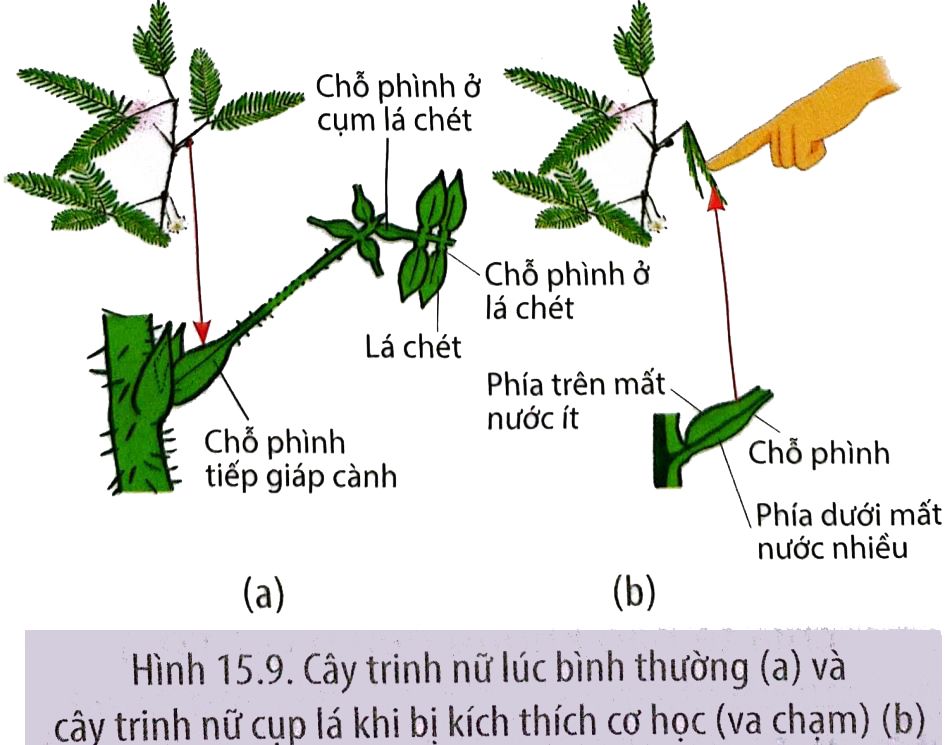 Chỗ phình ở
cụm lá chét
Chỗ phình ở
lá chét
Lá chét
Chỗ phình
tiếp giáp cành
(a)
Phía trên mất
nước ít
Chỗ phình
Phía dưới mất
nước nhiều
(b)
Hình 15.9. Cây trinh nữ lúc bình thường (a) và
cây trinh nữ cụp lá khi bị kích thích cơ học (va chạm) (b)